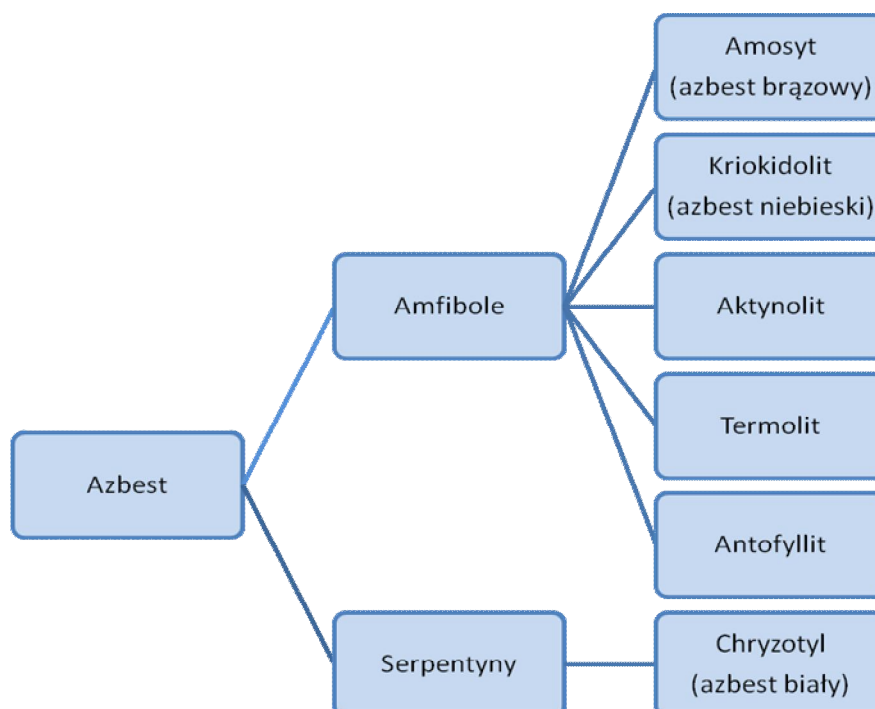 Azbest
Amfibole
Serpentyny
Amosyt
(azbest brązowy)
Kriokidolit
(azbest niebieski)
Aktynolit
Termolit
Antofyllit
Chryzotyl
(azbest biały)